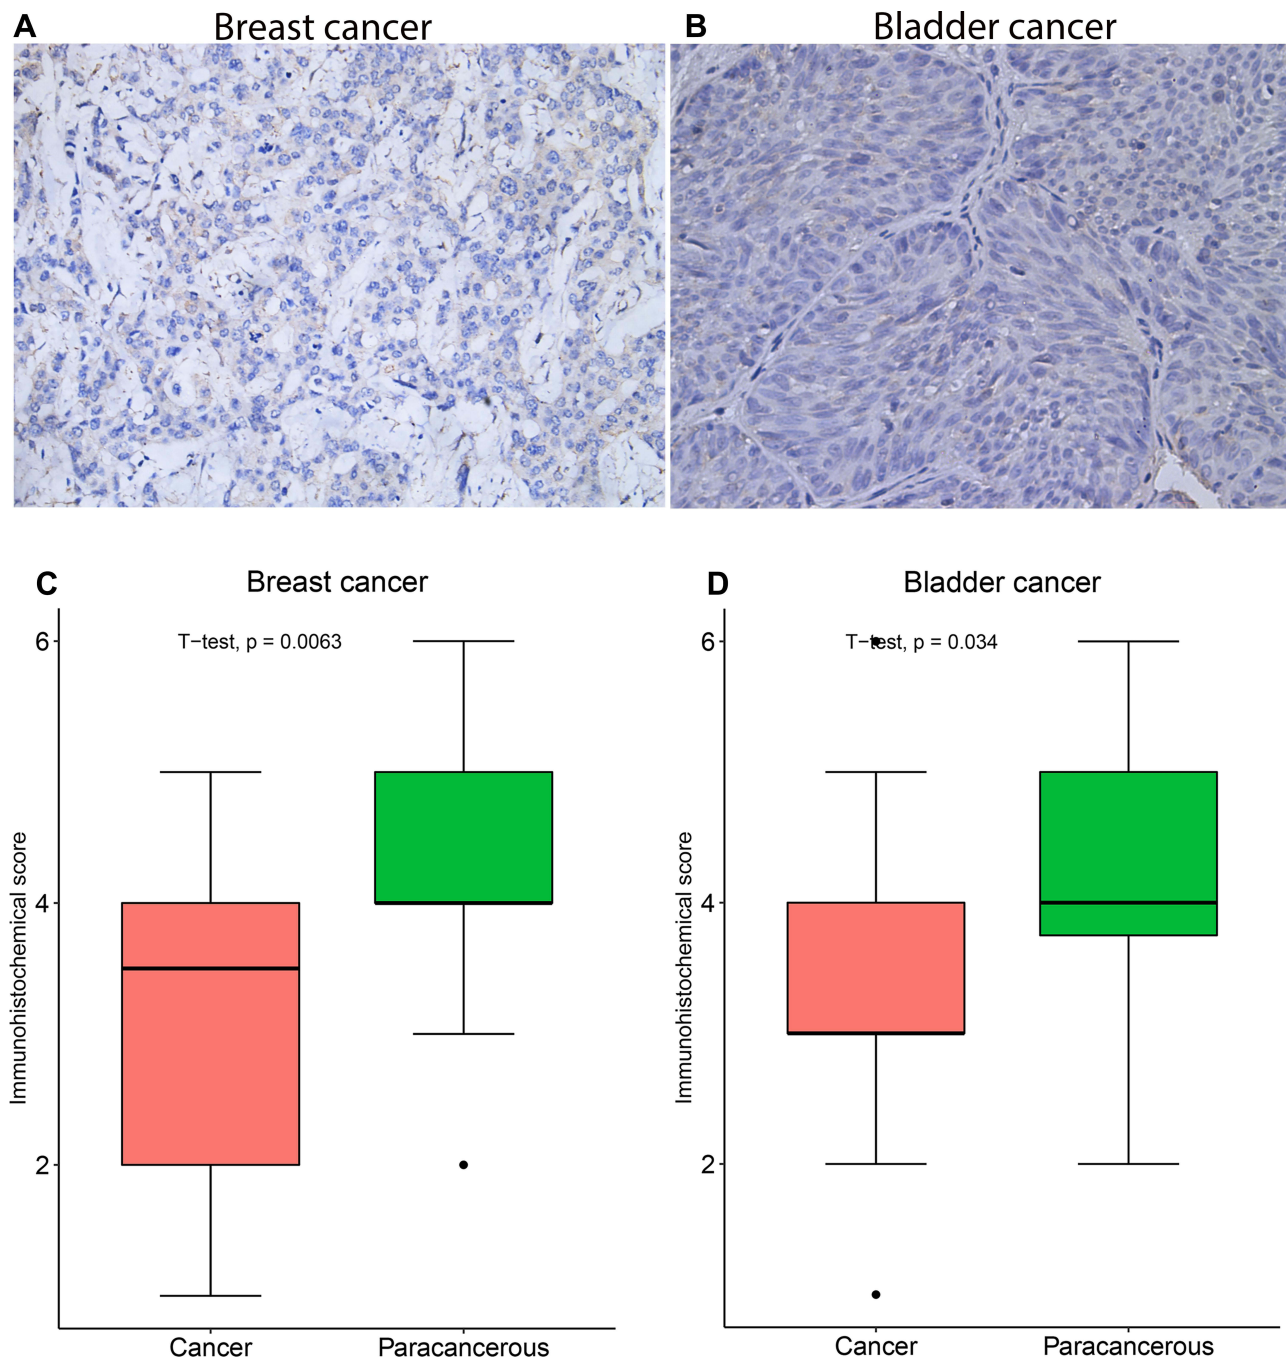 A
Breast cancer
B
Bladder cancer
C
Breast cancer
T−test, p = 0.0063
6
4
2
Immunohistochemical score
Cancer
Paracancerous
D
Bladder cancer
T−test, p = 0.034
6
4
2
Immunohistochemical score
Cancer
Paracancerous